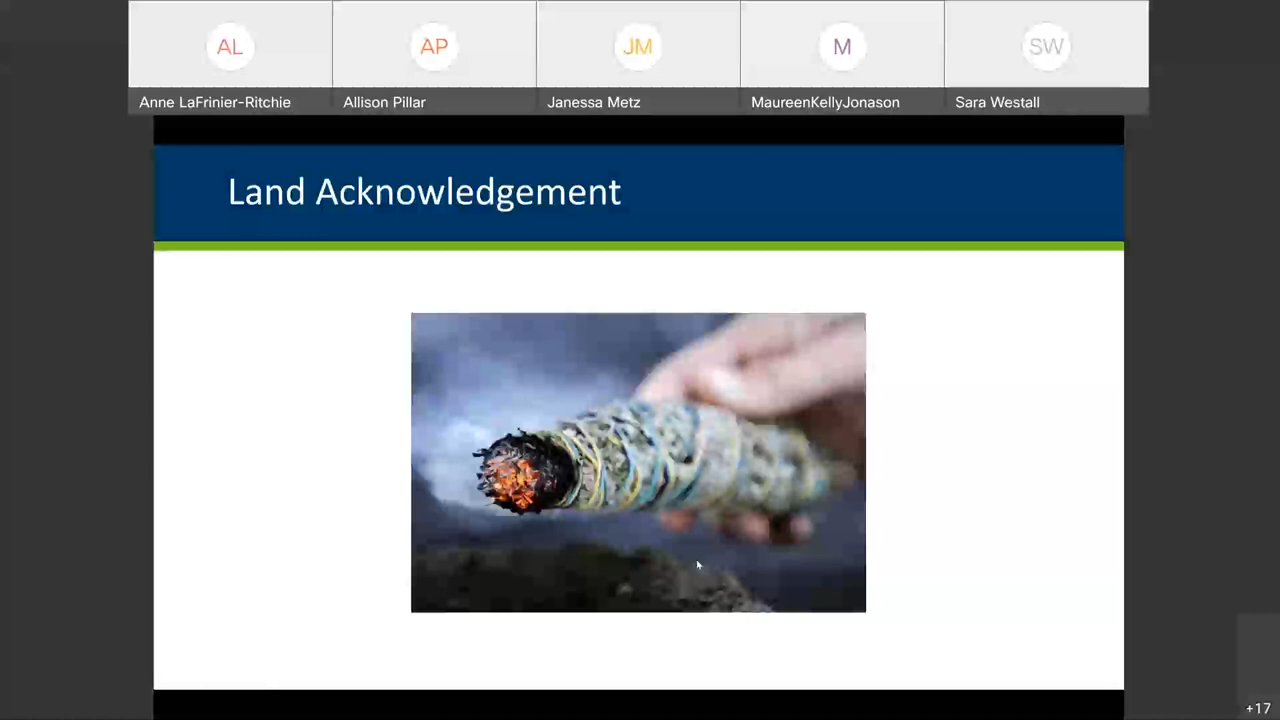 AL
AP
JM
M
SW
Anne LaFrinier-Ritchie
Allison Pillar
Janessa Metz
MaureenKellyJonason
Sara Westall
Land Acknowledgement
+17